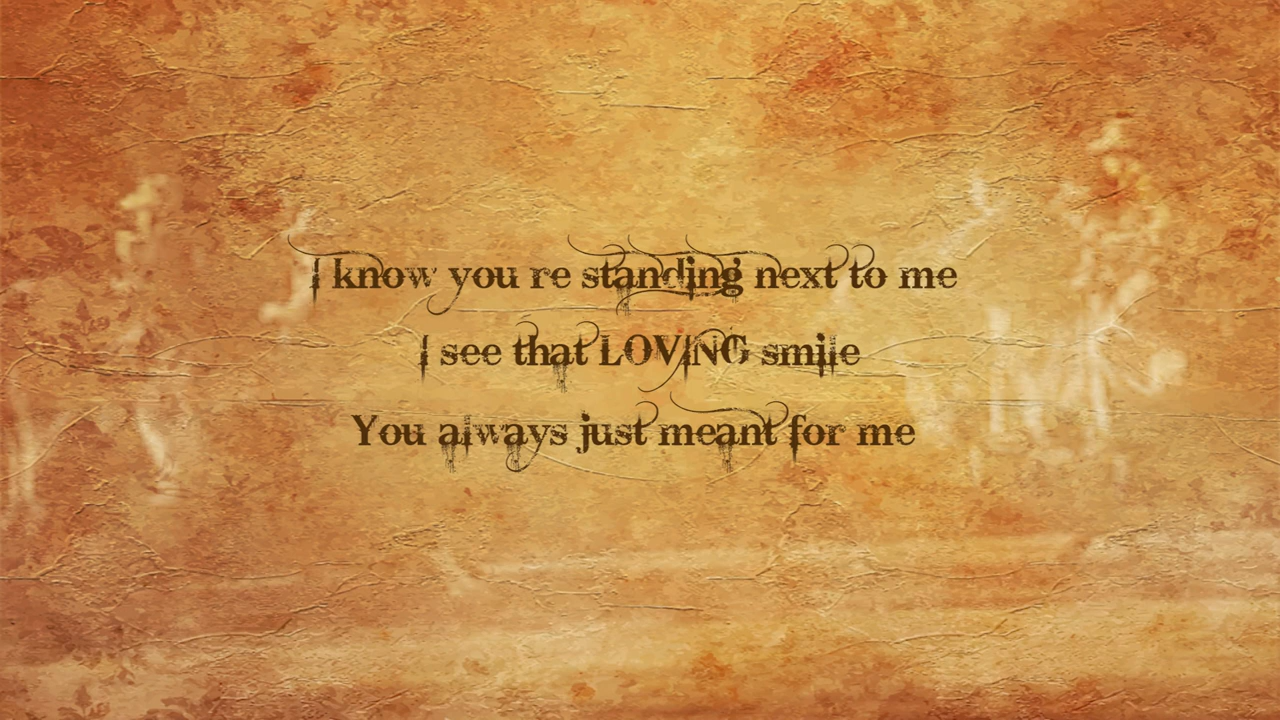 I know you re standing next to me
I see that LOVING smile
You always just meant for me